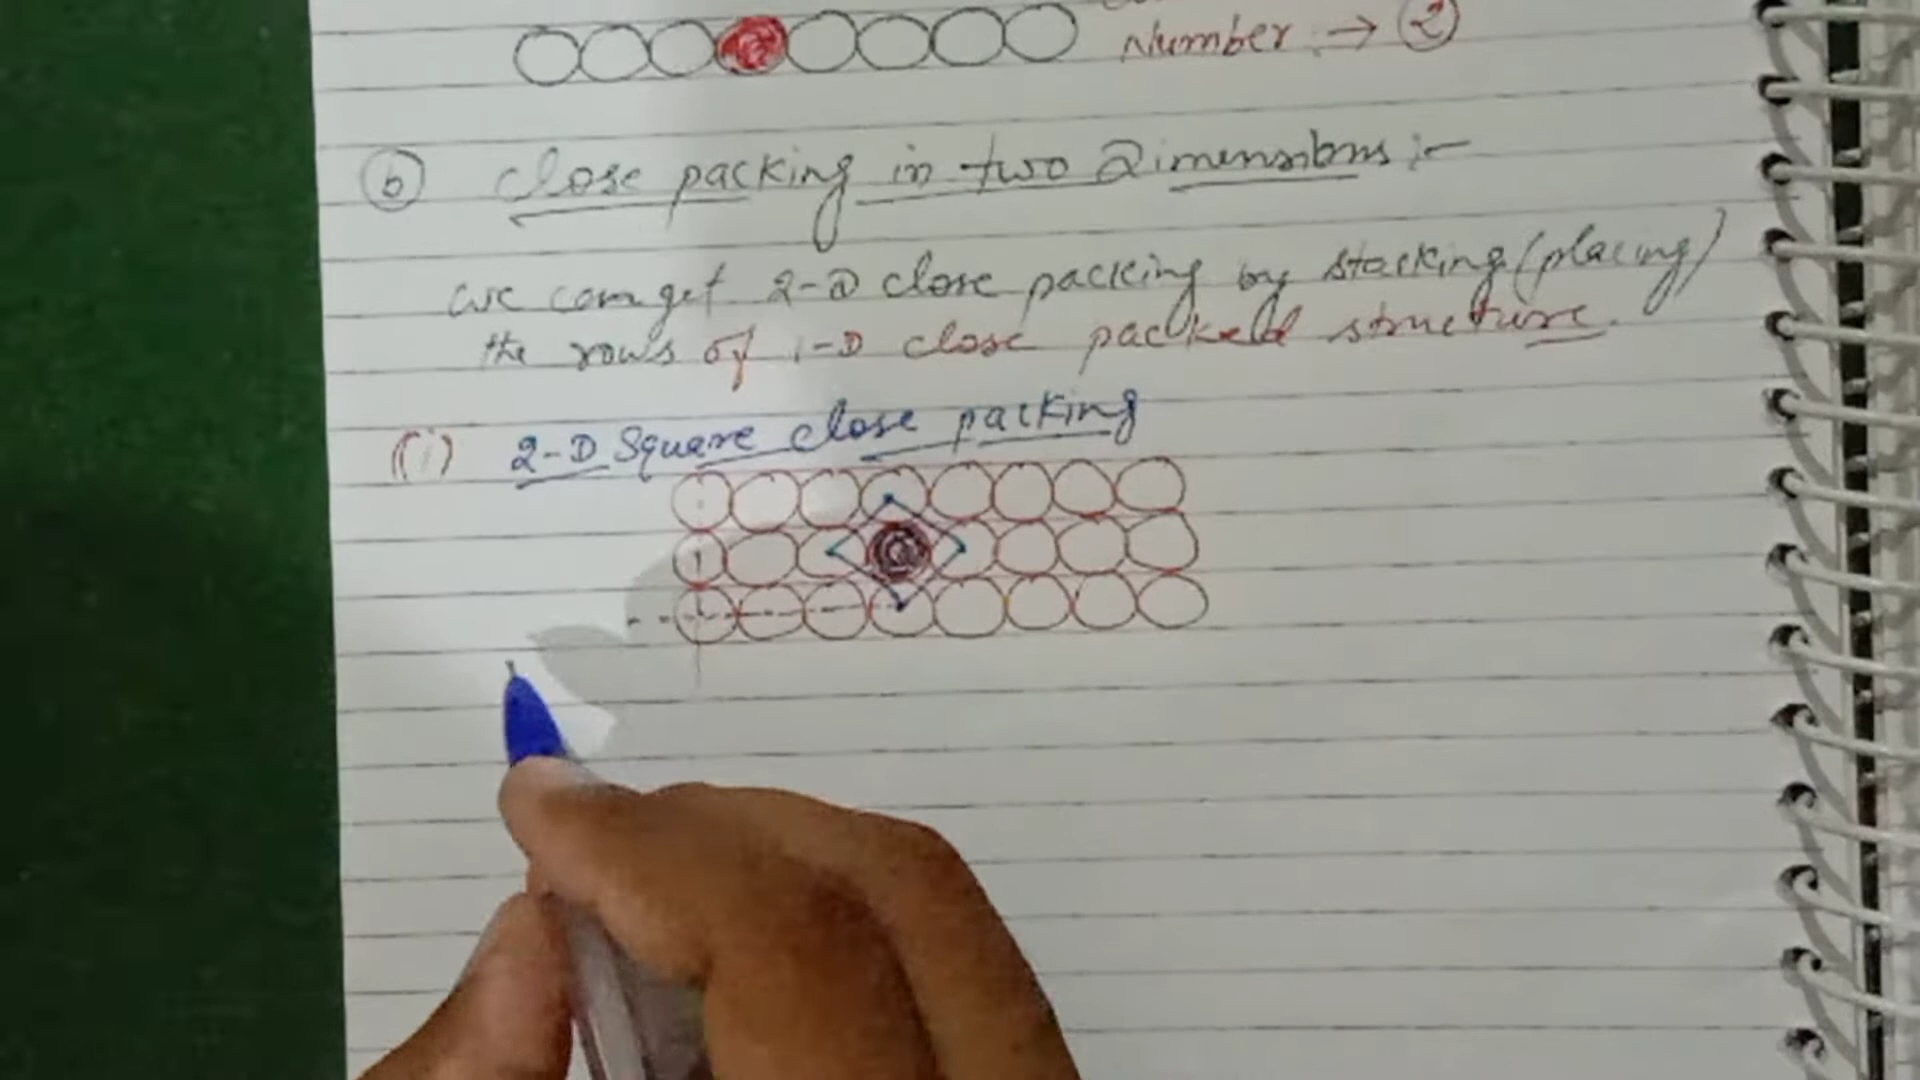 Number :→ 2
b close packing in two Dimensions :-
we can get 2-D close packing by stacking (placing)
the rows of 1-D close packed structure.
(i) 2-D Square close packing